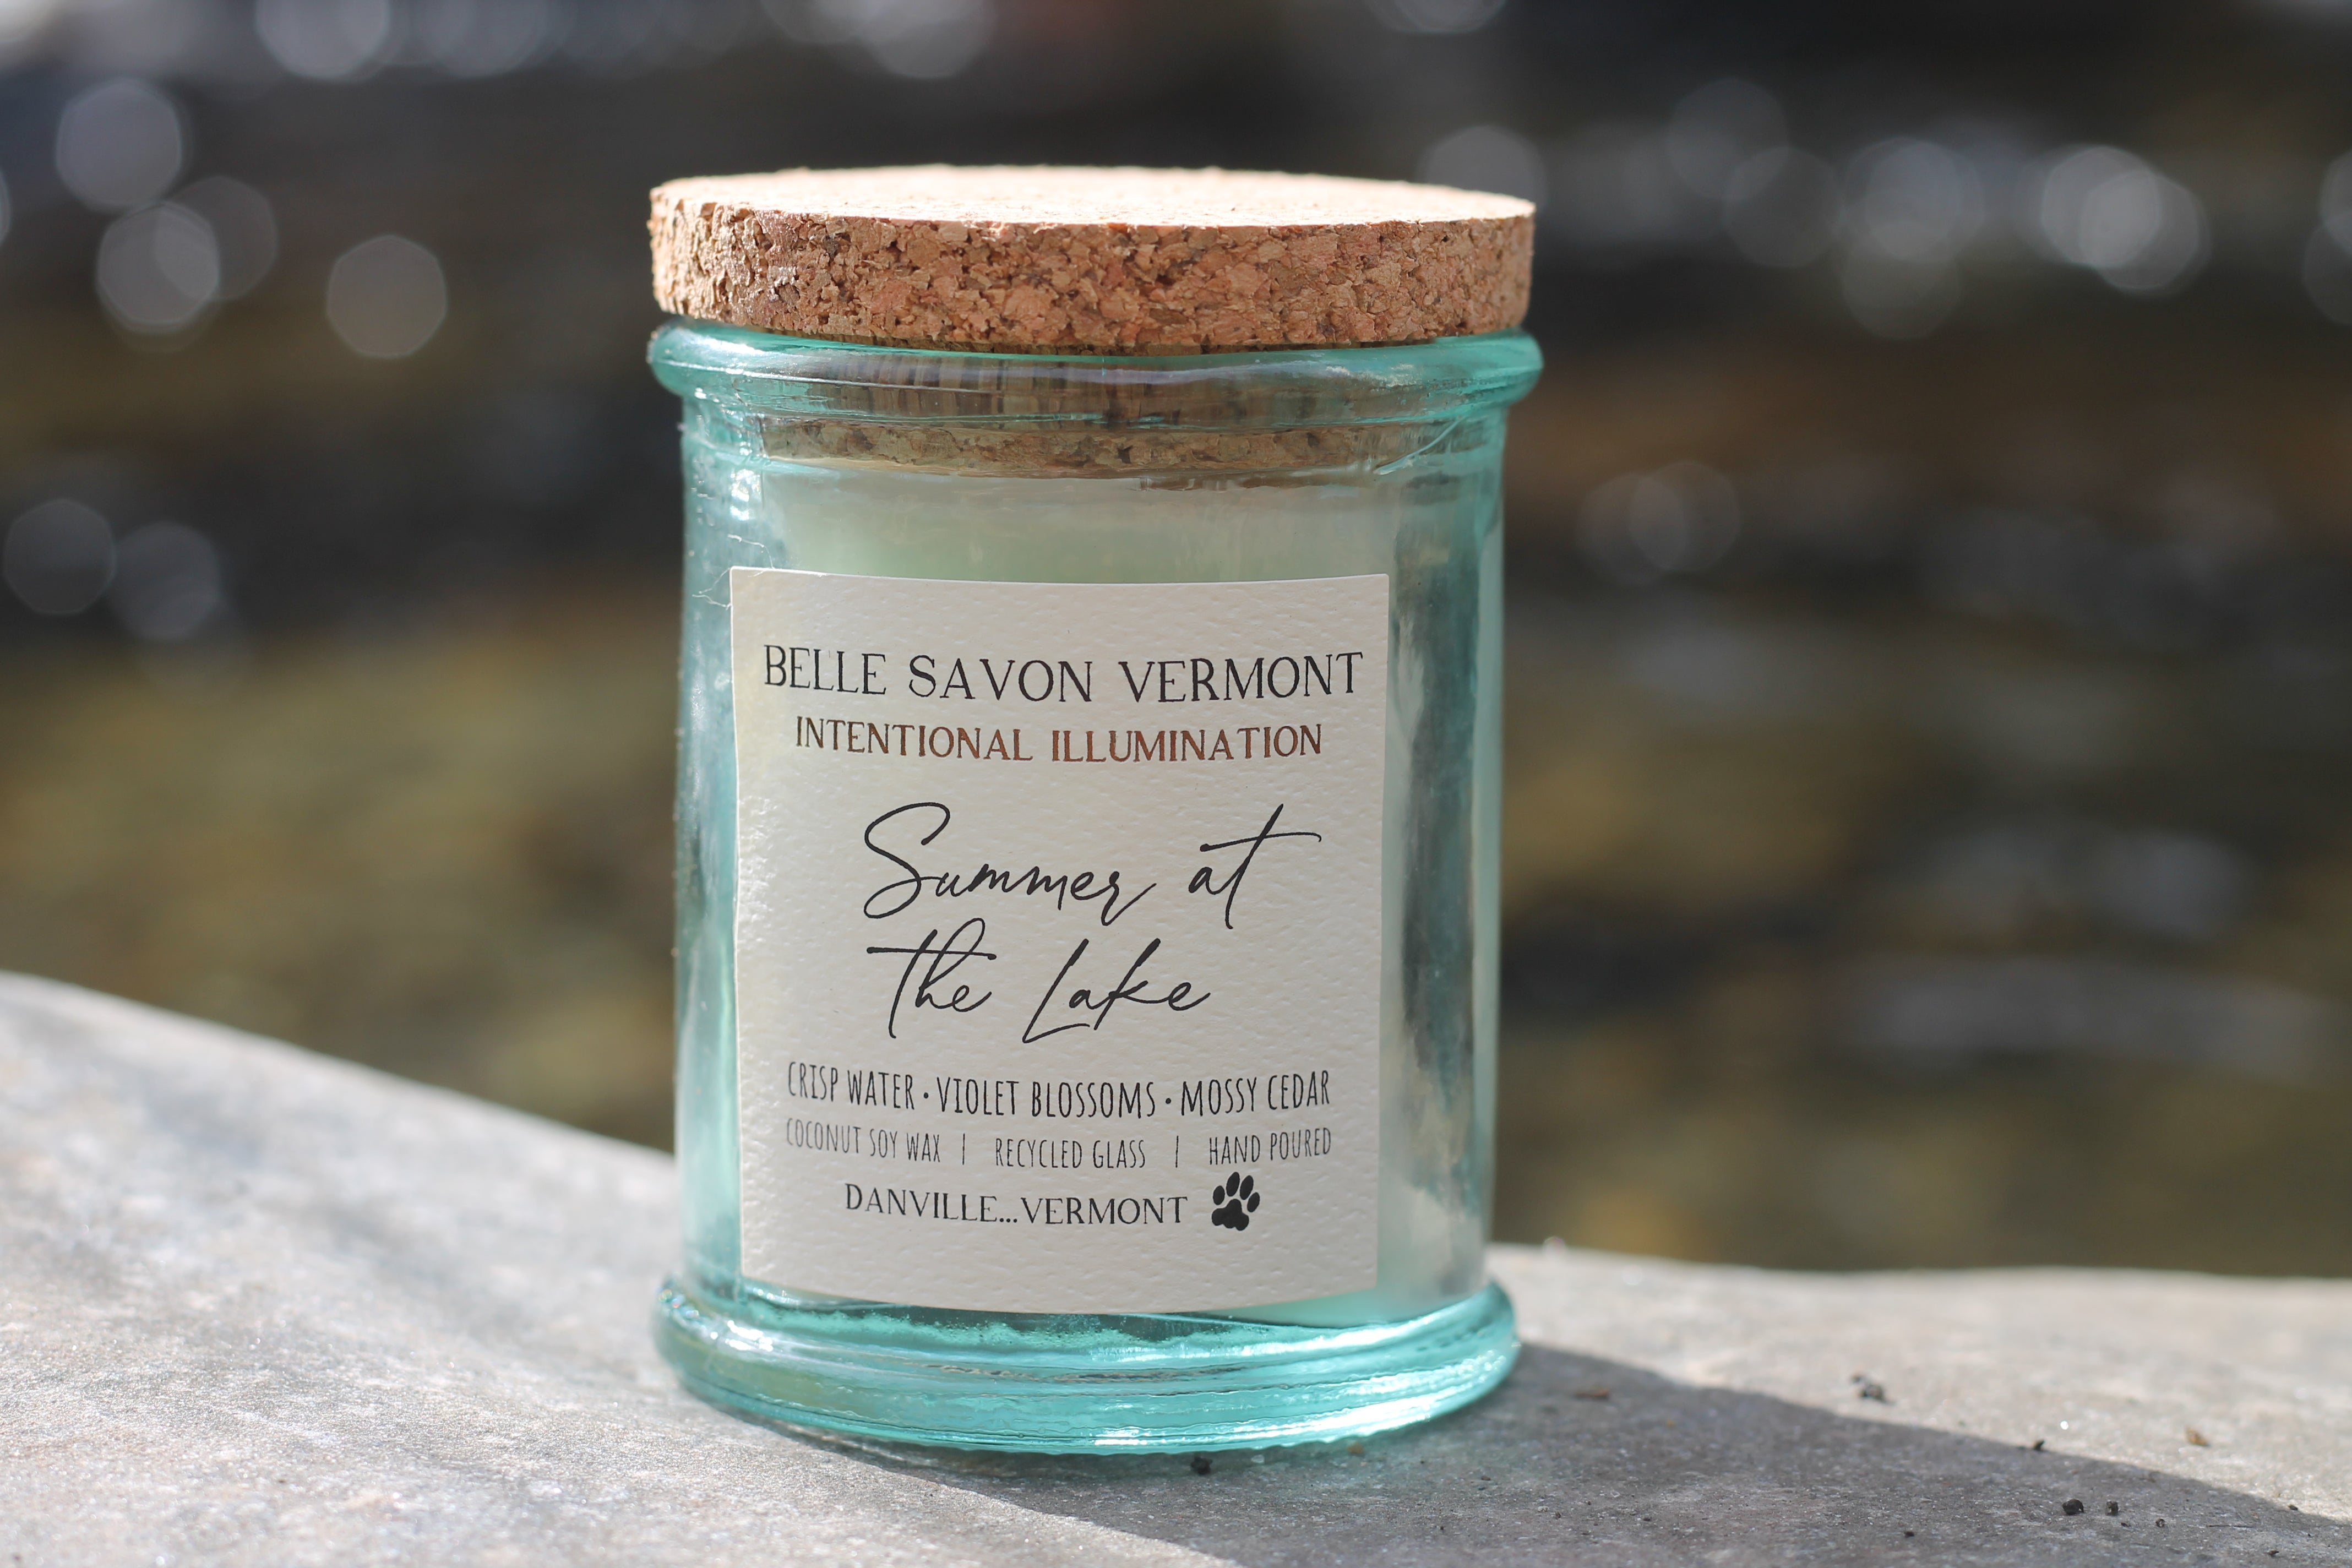 BELLE SAVON VERMONT
INTENTIONAL ILLUMINATION
Summer at
the Lake
CRISP WATER · VIOLET BLOSSOMS · MOSSY CEDAR
COCONUT SOY WAX | RECYCLED GLASS | HAND POURED
DANVILLE...VERMONT